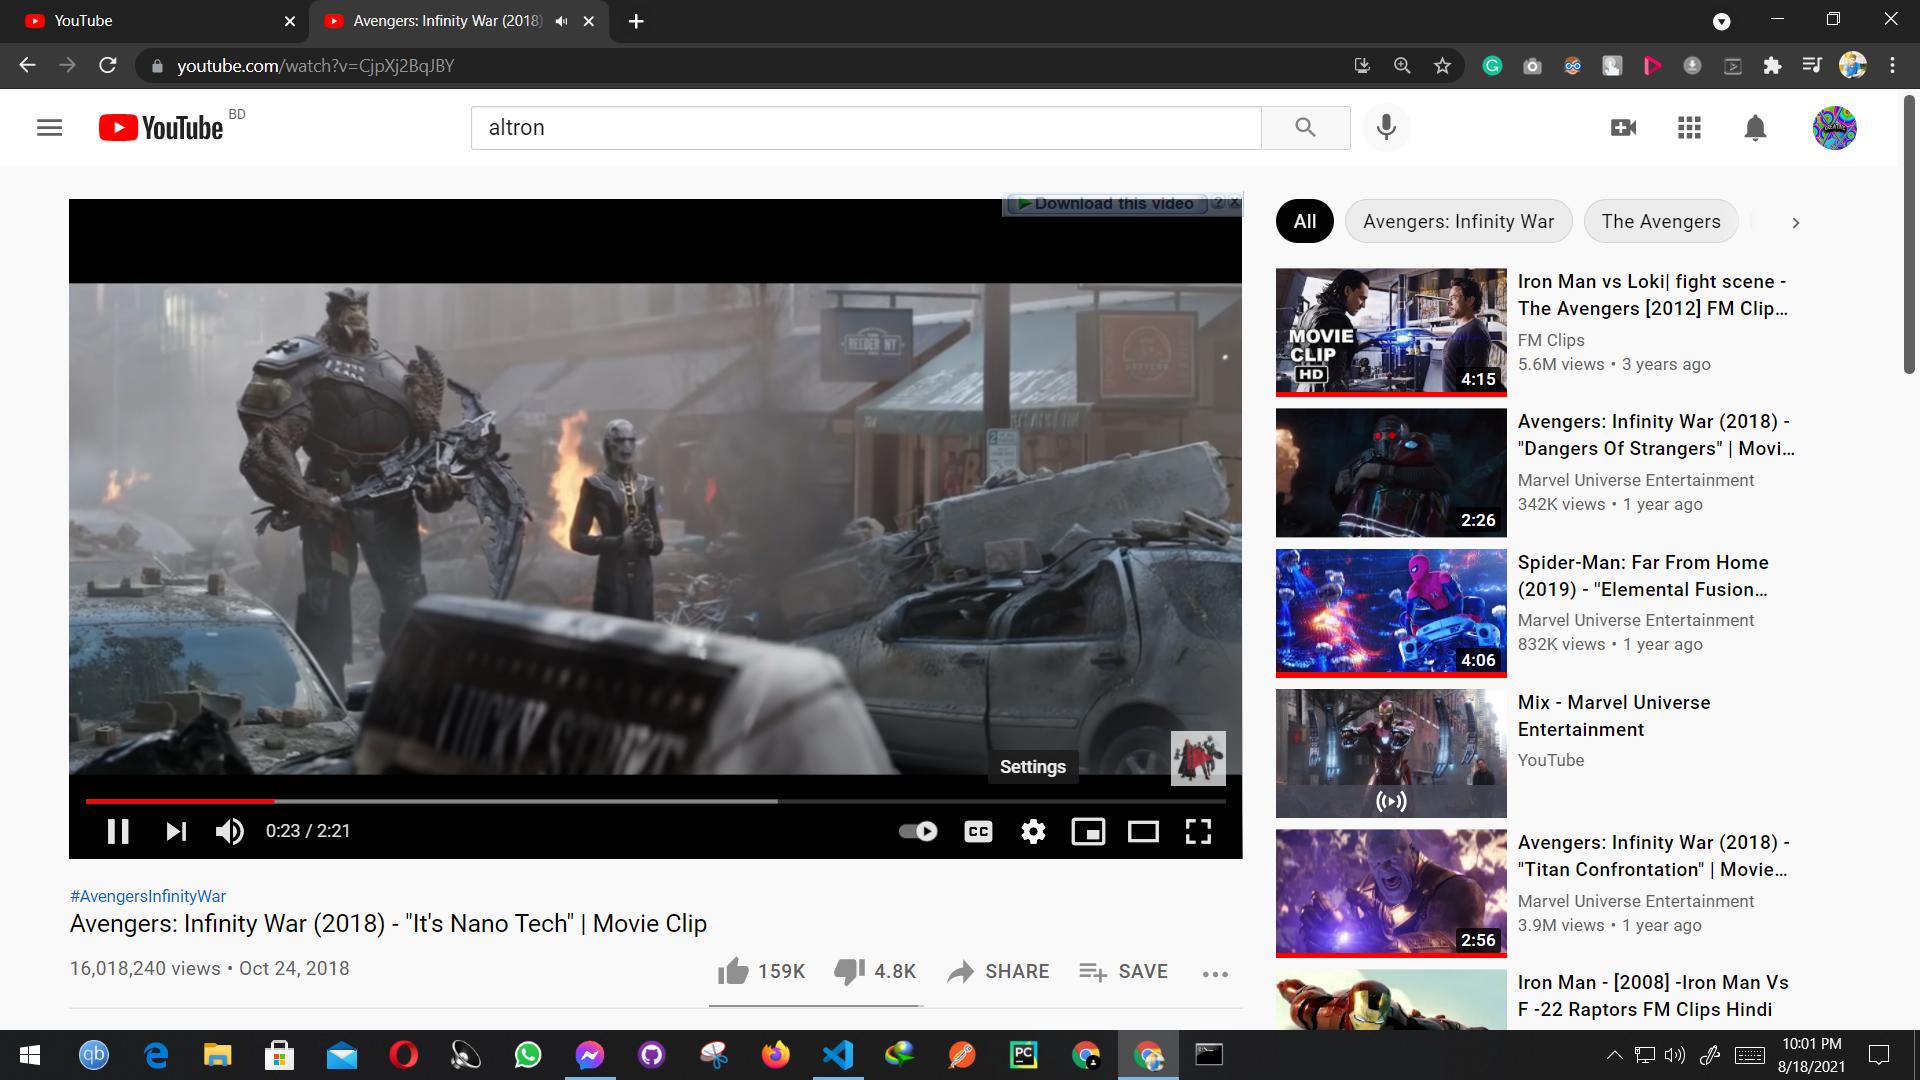 YouTube
Avengers: Infinity War (2018)
youtube.com/watch?v=CjpXj2BqJBY
YouTube BD
altron
Download this video
REEDER NY
LUCKY STRIKE
Settings
0:23 / 2:21
CC
#AvengersInfinityWar
Avengers: Infinity War (2018) - "It's Nano Tech" | Movie Clip
16,018,240 views • Oct 24, 2018
159K
4.8K
SHARE
SAVE
All
Avengers: Infinity War
The Avengers
MOVIE
CLIP
HD
4:15
Iron Man vs Loki| fight scene -
The Avengers [2012] FM Clip...
FM Clips
5.6M views • 3 years ago
2:26
Avengers: Infinity War (2018) -
"Dangers Of Strangers" | Movi...
Marvel Universe Entertainment
342K views • 1 year ago
4:06
Spider-Man: Far From Home
(2019) - "Elemental Fusion...
Marvel Universe Entertainment
832K views • 1 year ago
Mix - Marvel Universe
Entertainment
YouTube
2:56
Avengers: Infinity War (2018) -
"Titan Confrontation" | Movie...
Marvel Universe Entertainment
3.9M views • 1 year ago
Iron Man - [2008] -Iron Man Vs
F -22 Raptors FM Clips Hindi
qb
PC
10:01 PM
8/18/2021